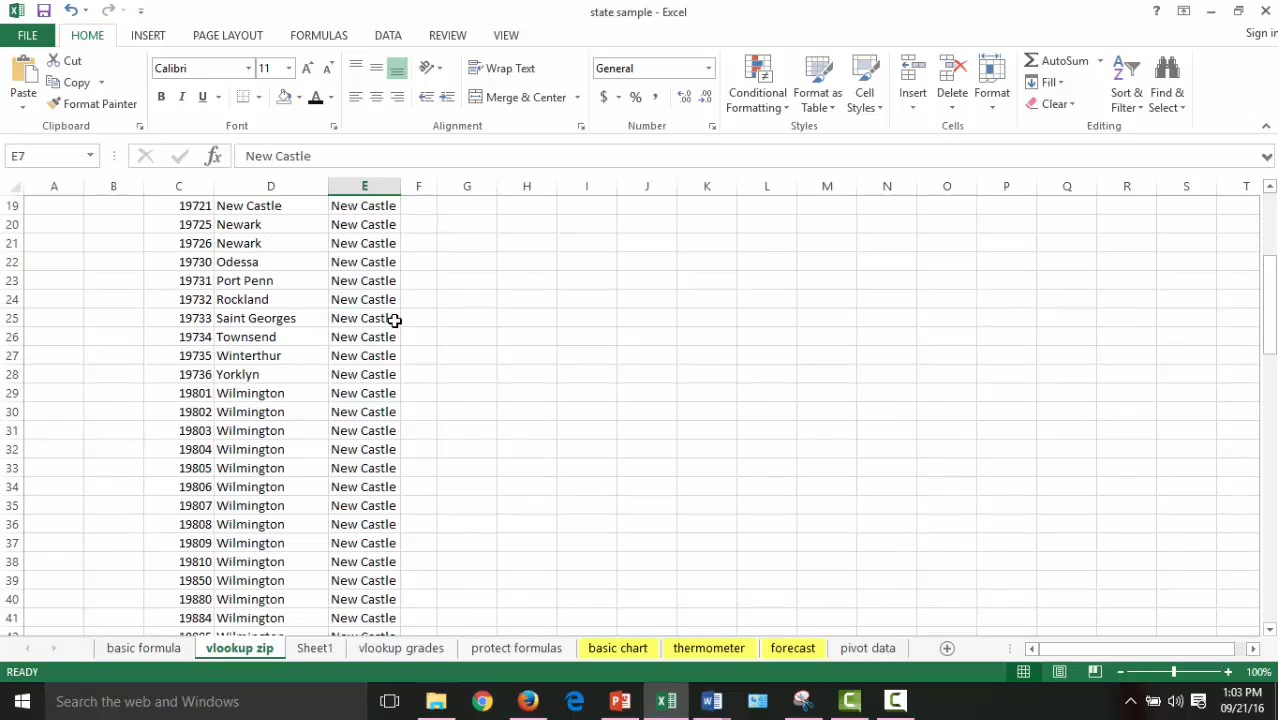 state sample - Excel
FILE HOME INSERT PAGE LAYOUT FORMULAS DATA REVIEW VIEW Sign in
Paste Cut Copy Format Painter Clipboard
Calibri 11 A A B I U A Font
Wrap Text Merge & Center Alignment
General $ % , .00 .0 Number
Conditional Formatting Format as Table Cell Styles Styles
Insert Delete Format Cells
AutoSum Fill Clear Sort & Filter Find & Select Editing
E7 fx New Castle
A B C D E F G H I J K L M N O P Q R S T
19 19721 New Castle New Castle
20 19725 Newark New Castle
21 19726 Newark New Castle
22 19730 Odessa New Castle
23 19731 Port Penn New Castle
24 19732 Rockland New Castle
25 19733 Saint Georges New Castle
26 19734 Townsend New Castle
27 19735 Winterthur New Castle
28 19736 Yorklyn New Castle
29 19801 Wilmington New Castle
30 19802 Wilmington New Castle
31 19803 Wilmington New Castle
32 19804 Wilmington New Castle
33 19805 Wilmington New Castle
34 19806 Wilmington New Castle
35 19807 Wilmington New Castle
36 19808 Wilmington New Castle
37 19809 Wilmington New Castle
38 19810 Wilmington New Castle
39 19850 Wilmington New Castle
40 19880 Wilmington New Castle
41 19884 Wilmington New Castle
basic formula vlookup zip Sheet1 vlookup grades protect formulas basic chart thermometer forecast pivot data
READY 100%
Search the web and Windows 1:03 PM
09/21/16